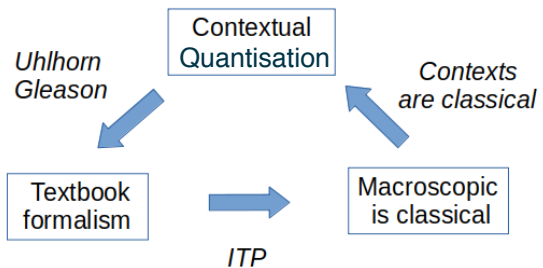 Contextual
Quantisation
Uhlhorn
Gleason
Contexts
are classical
Textbook
formalism
Macroscopic
is classical
ITP